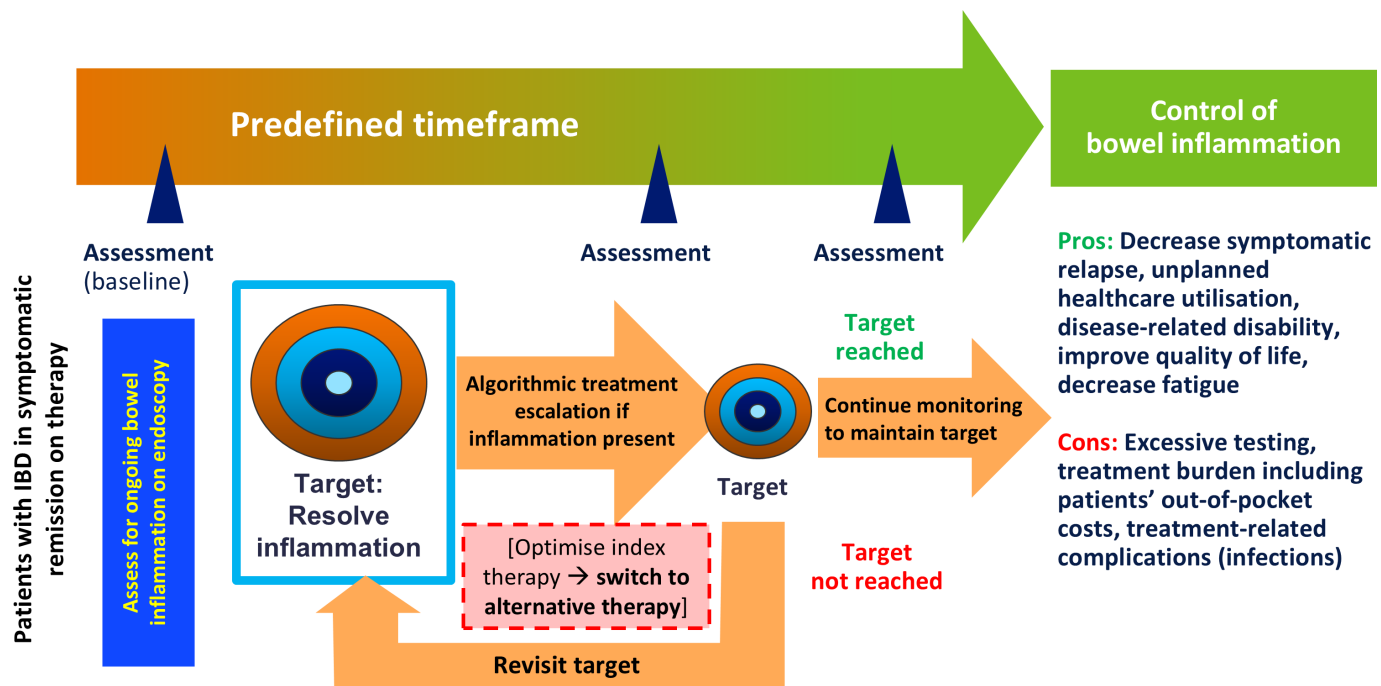 Predefined timeframe
Control of
bowel inflammation
Assessment
(baseline)
Assessment
Assessment
Patients with IBD in symptomatic
remission on therapy
Assess for ongoing bowel
inflammation on endoscopy
Target:
Resolve
inflammation
Algorithmic treatment
escalation if
inflammation present
[Optimise index
therapy → switch to
alternative therapy]
Target
Target
reached
Continue monitoring
to maintain target
Target
not reached
Revisit target
Pros: Decrease symptomatic
relapse, unplanned
healthcare utilisation,
disease-related disability,
improve quality of life,
decrease fatigue
Cons: Excessive testing,
treatment burden including
patients’ out-of-pocket
costs, treatment-related
complications (infections)